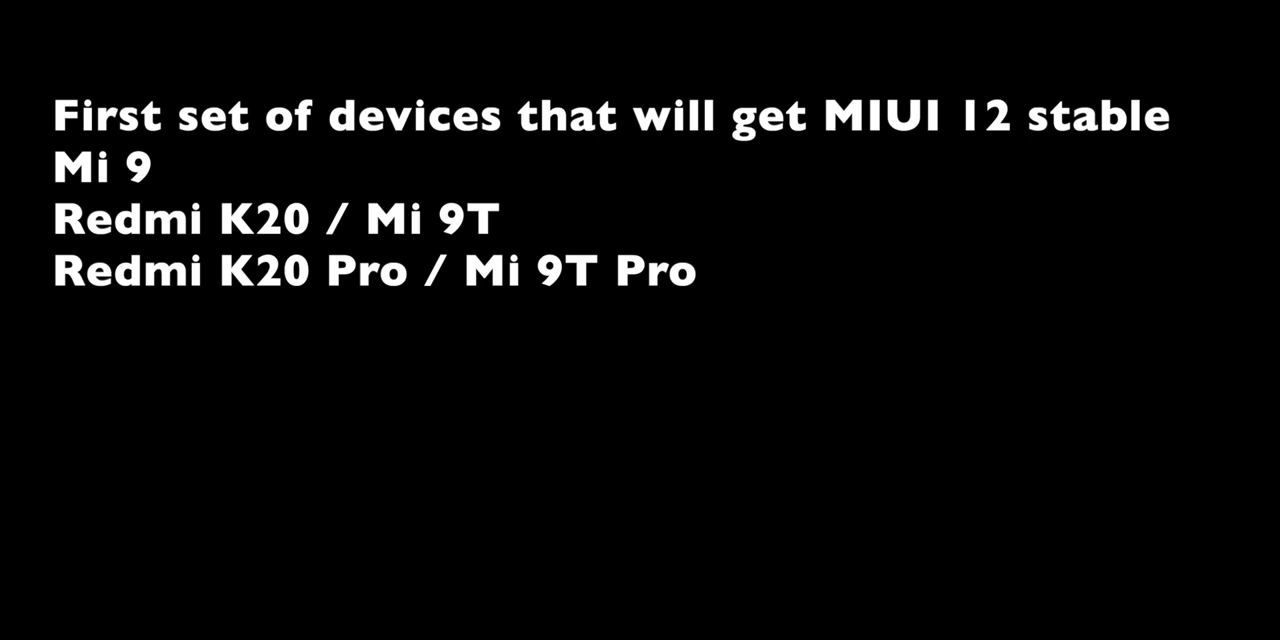 First set of devices that will get MIUI 12 stable
Mi 9
Redmi K20 / Mi 9T
Redmi K20 Pro / Mi 9T Pro